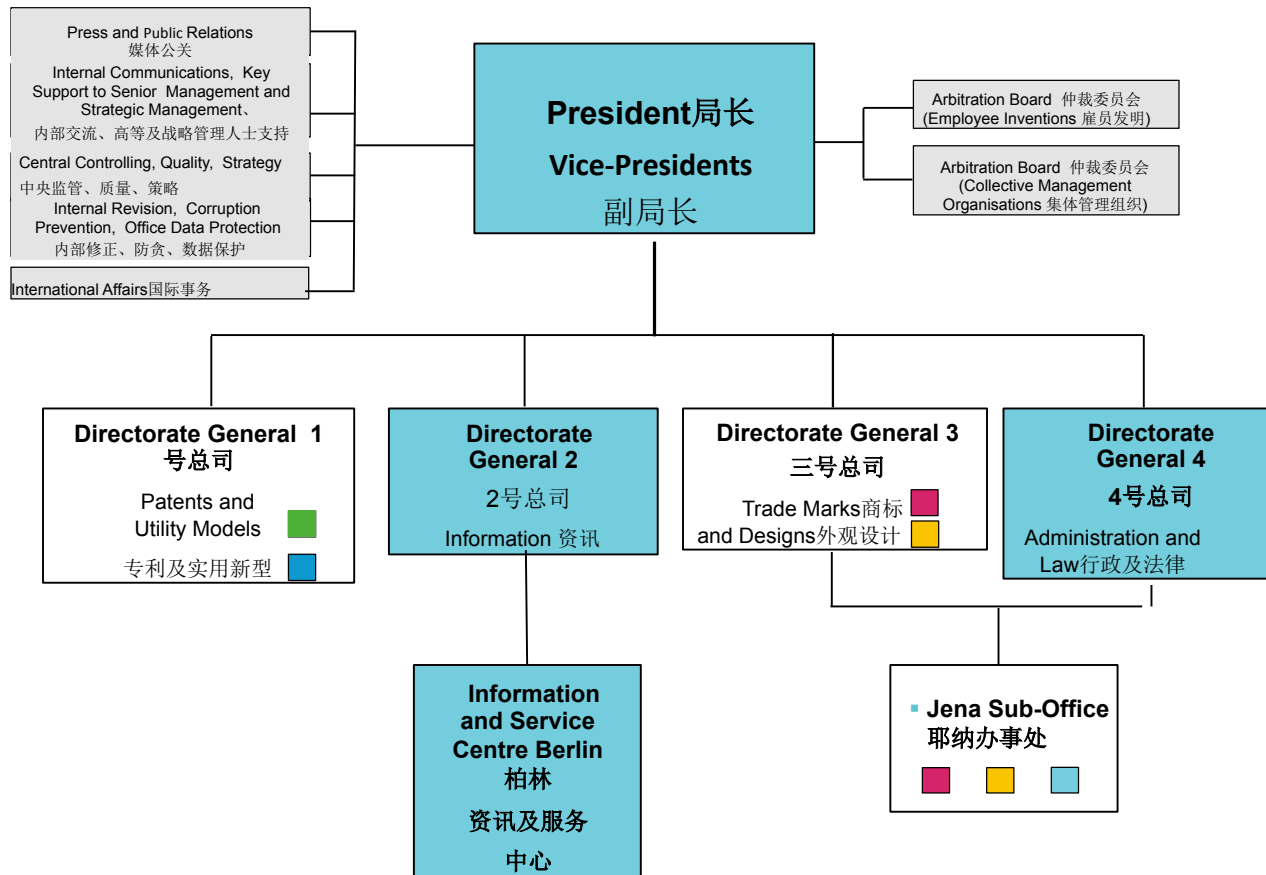 Press and Public Relations
媒体公关
Internal Communications, Key
Support to Senior Management and
Strategic Management、
内部交流、高等及战略管理人士支持
Central Controlling, Quality, Strategy
中央监管、质量、策略
Internal Revision, Corruption
Prevention, Office Data Protection
内部修正、防贪、数据保护
International Affairs国际事务
President局长
Vice-Presidents
副局长
Arbitration Board 仲裁委员会
(Employee Inventions 雇员发明)
Arbitration Board 仲裁委员会
(Collective Management
Organisations 集体管理组织)
Directorate General 1
号总司
Patents and
Utility Models
专利及实用新型
Directorate
General 2
2号总司
Information 资讯
Directorate General 3
三号总司
Trade Marks商标
and Designs外观设计
Directorate
General 4
4号总司
Administration and
Law行政及法律
Information
and Service
Centre Berlin
柏林
资讯及服务
中心
Jena Sub-Office
耶纳办事处